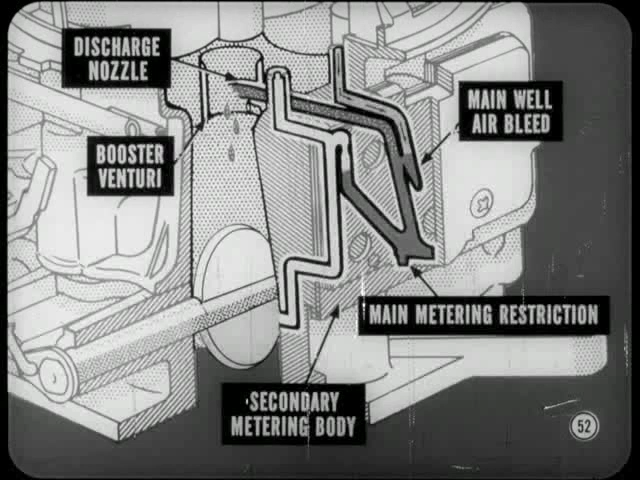 DISCHARGE
NOZZLE
MAIN WELL
AIR BLEED
BOOSTER
VENTURI
MAIN METERING RESTRICTION
SECONDARY
METERING BODY
52